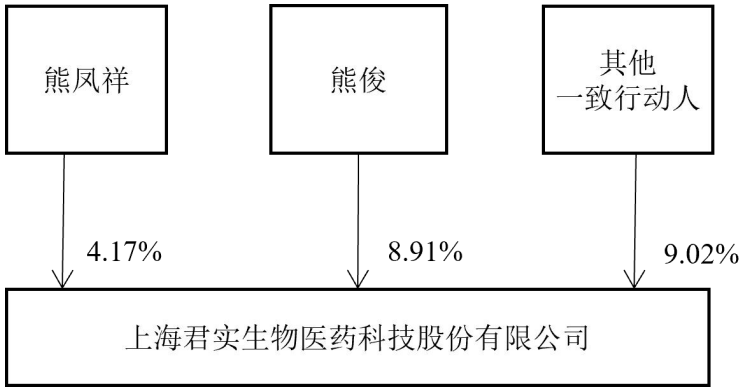 熊凤祥
熊俊
其他
一致行动人
4.17%
8.91%
9.02%
上海君实生物医药科技股份有限公司